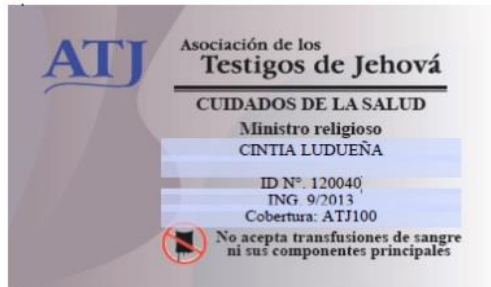 ATJ
Asociación de los
Testigos de Jehová
CUIDADOS DE LA SALUD
Ministro religioso
CINTIA LUDUEÑA
ID Nº. 120040
ING. 9/2013
Cobertura: ATJ100
No acepta transfusiones de sangre
ni sus componentes principales